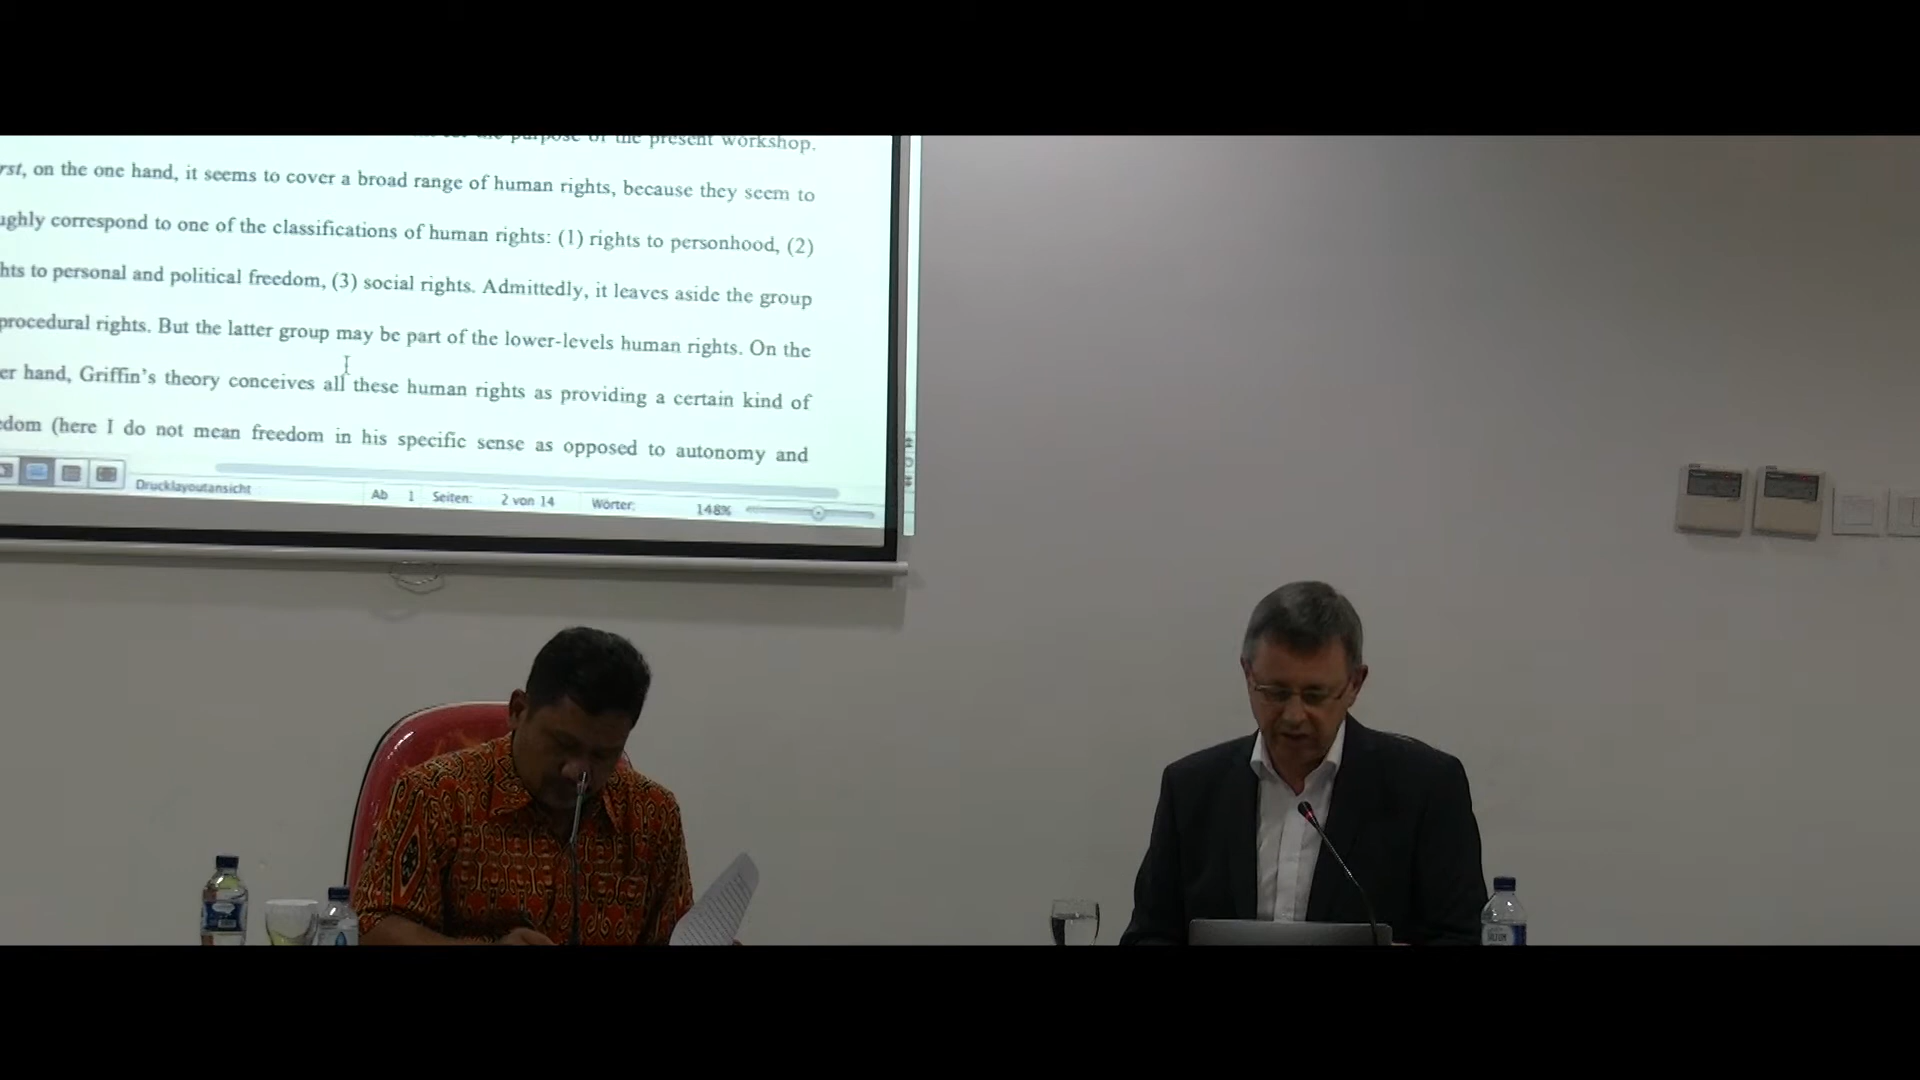 the purpose of the present workshop.
rst, on the one hand, it seems to cover a broad range of human rights, because they seem to
ughly correspond to one of the classifications of human rights: (1) rights to personhood, (2)
hts to personal and political freedom, (3) social rights. Admittedly, it leaves aside the group
procedural rights. But the latter group may be part of the lower-levels human rights. On the
er hand, Griffin's theory conceives all these human rights as providing a certain kind of
edom (here I do not mean freedom in his specific sense as opposed to autonomy and
Drucklayoutansicht Ab 1 Seiten: 2 von 14 Wörter: 148%